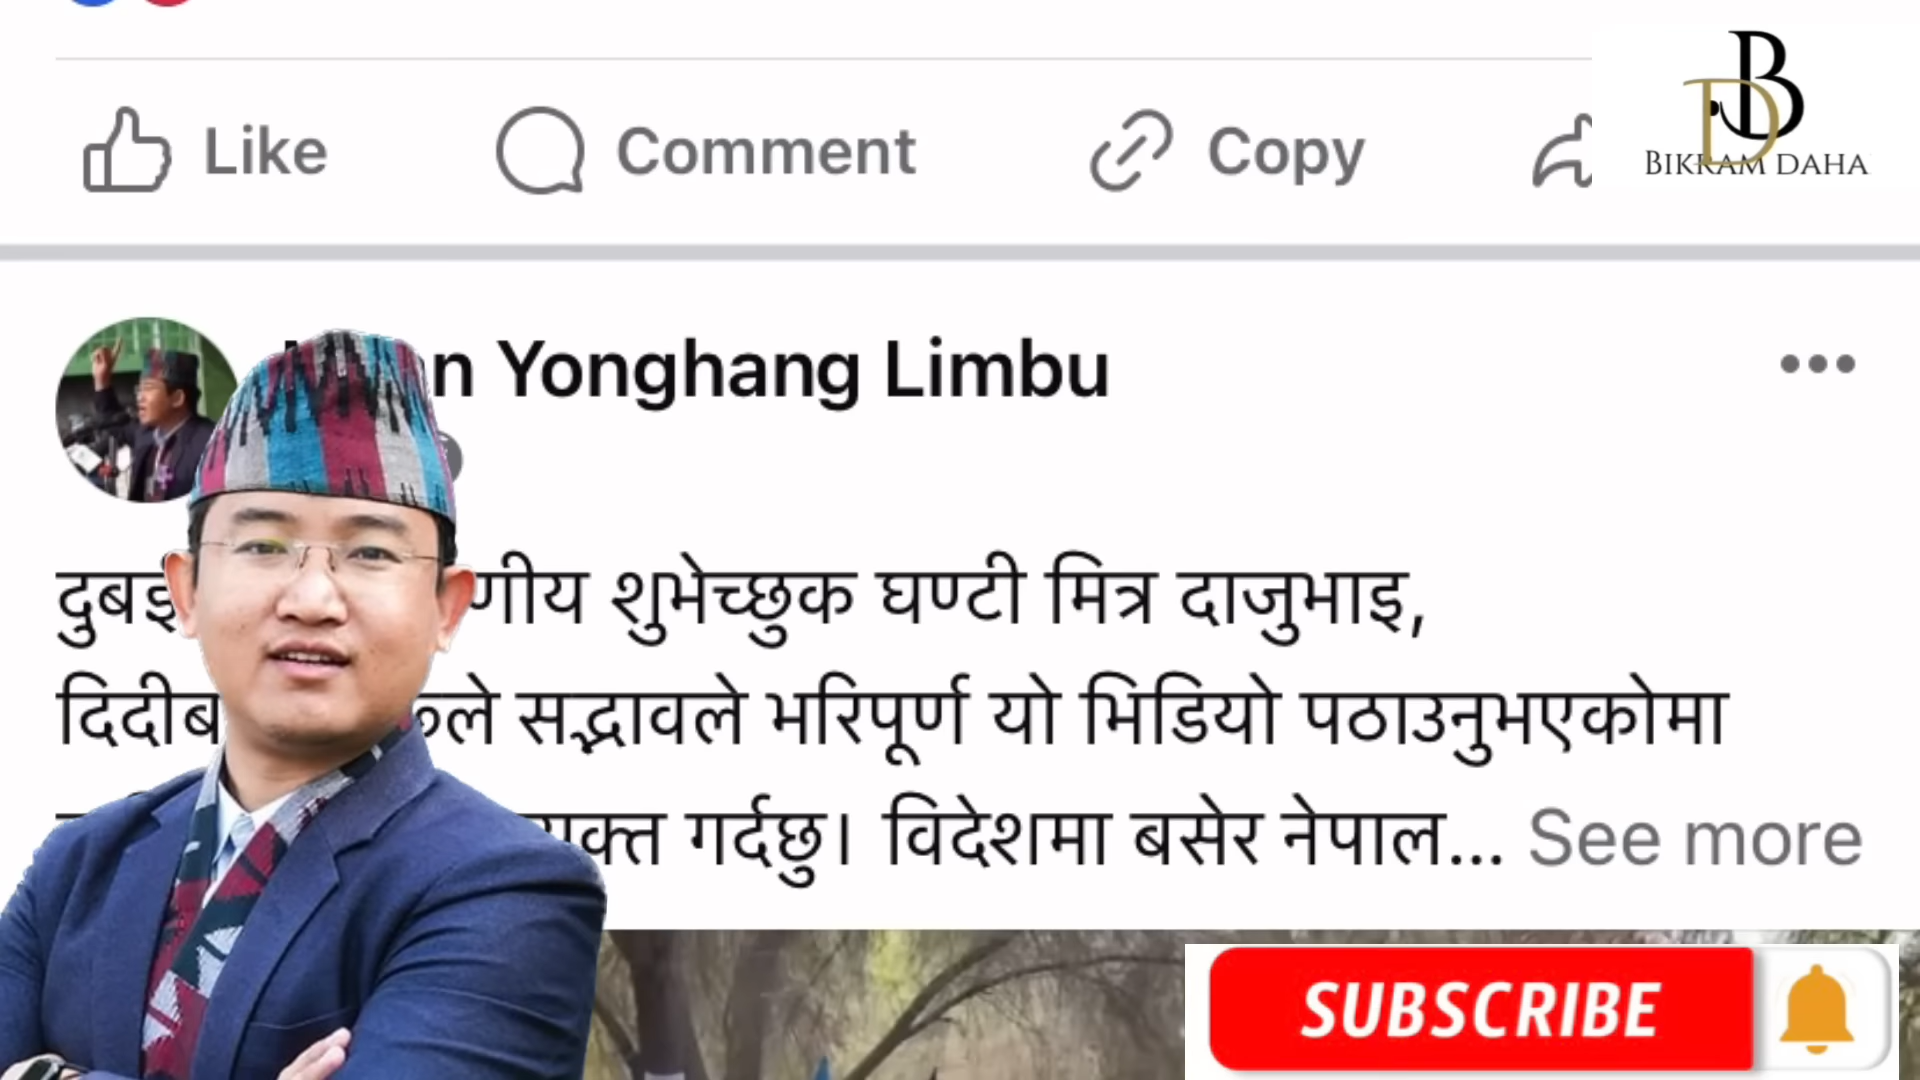 Like
Comment
Copy
BIKRAM DAHA
Yonghang Limbu
शुभेच्छुक घण्टी मित्र दाजुभाइ,
सद्भावले भरिपूर्ण यो भिडियो पठाउनुभएकोमा
गर्दछु। विदेशमा बसेर नेपाल... See more
SUBSCRIBE